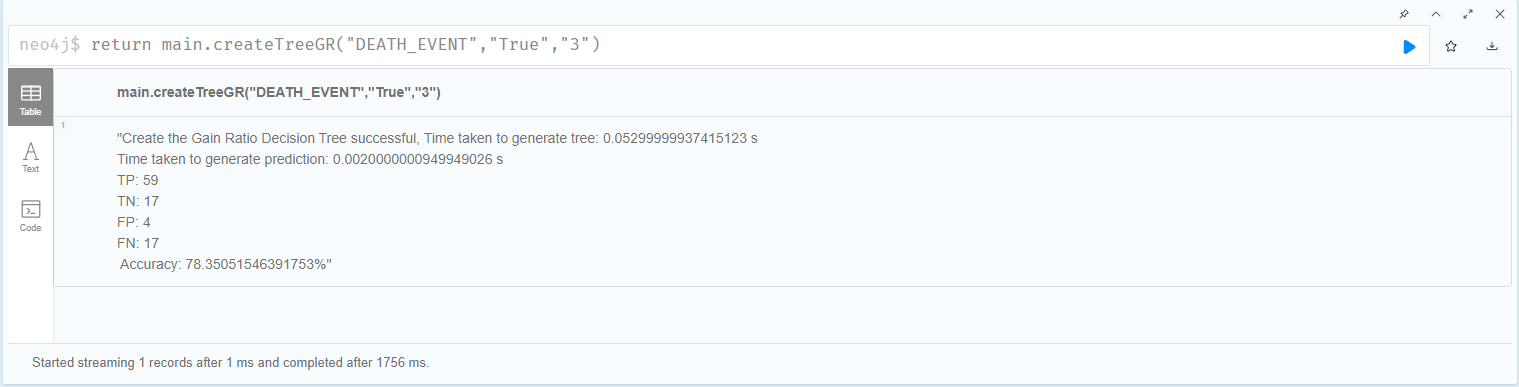 neo4j$ return main.createTreeGR("DEATH_EVENT","True","3")
Table
main.createTreeGR("DEATH_EVENT","True","3")
1
"Create the Gain Ratio Decision Tree successful, Time taken to generate tree: 0.05299999937415123 s
Time taken to generate prediction: 0.0020000000949949026 s
TP: 59
TN: 17
FP: 4
FN: 17
Accuracy: 78.35051546391753%"
A
Text
Code
Started streaming 1 records after 1 ms and completed after 1756 ms.